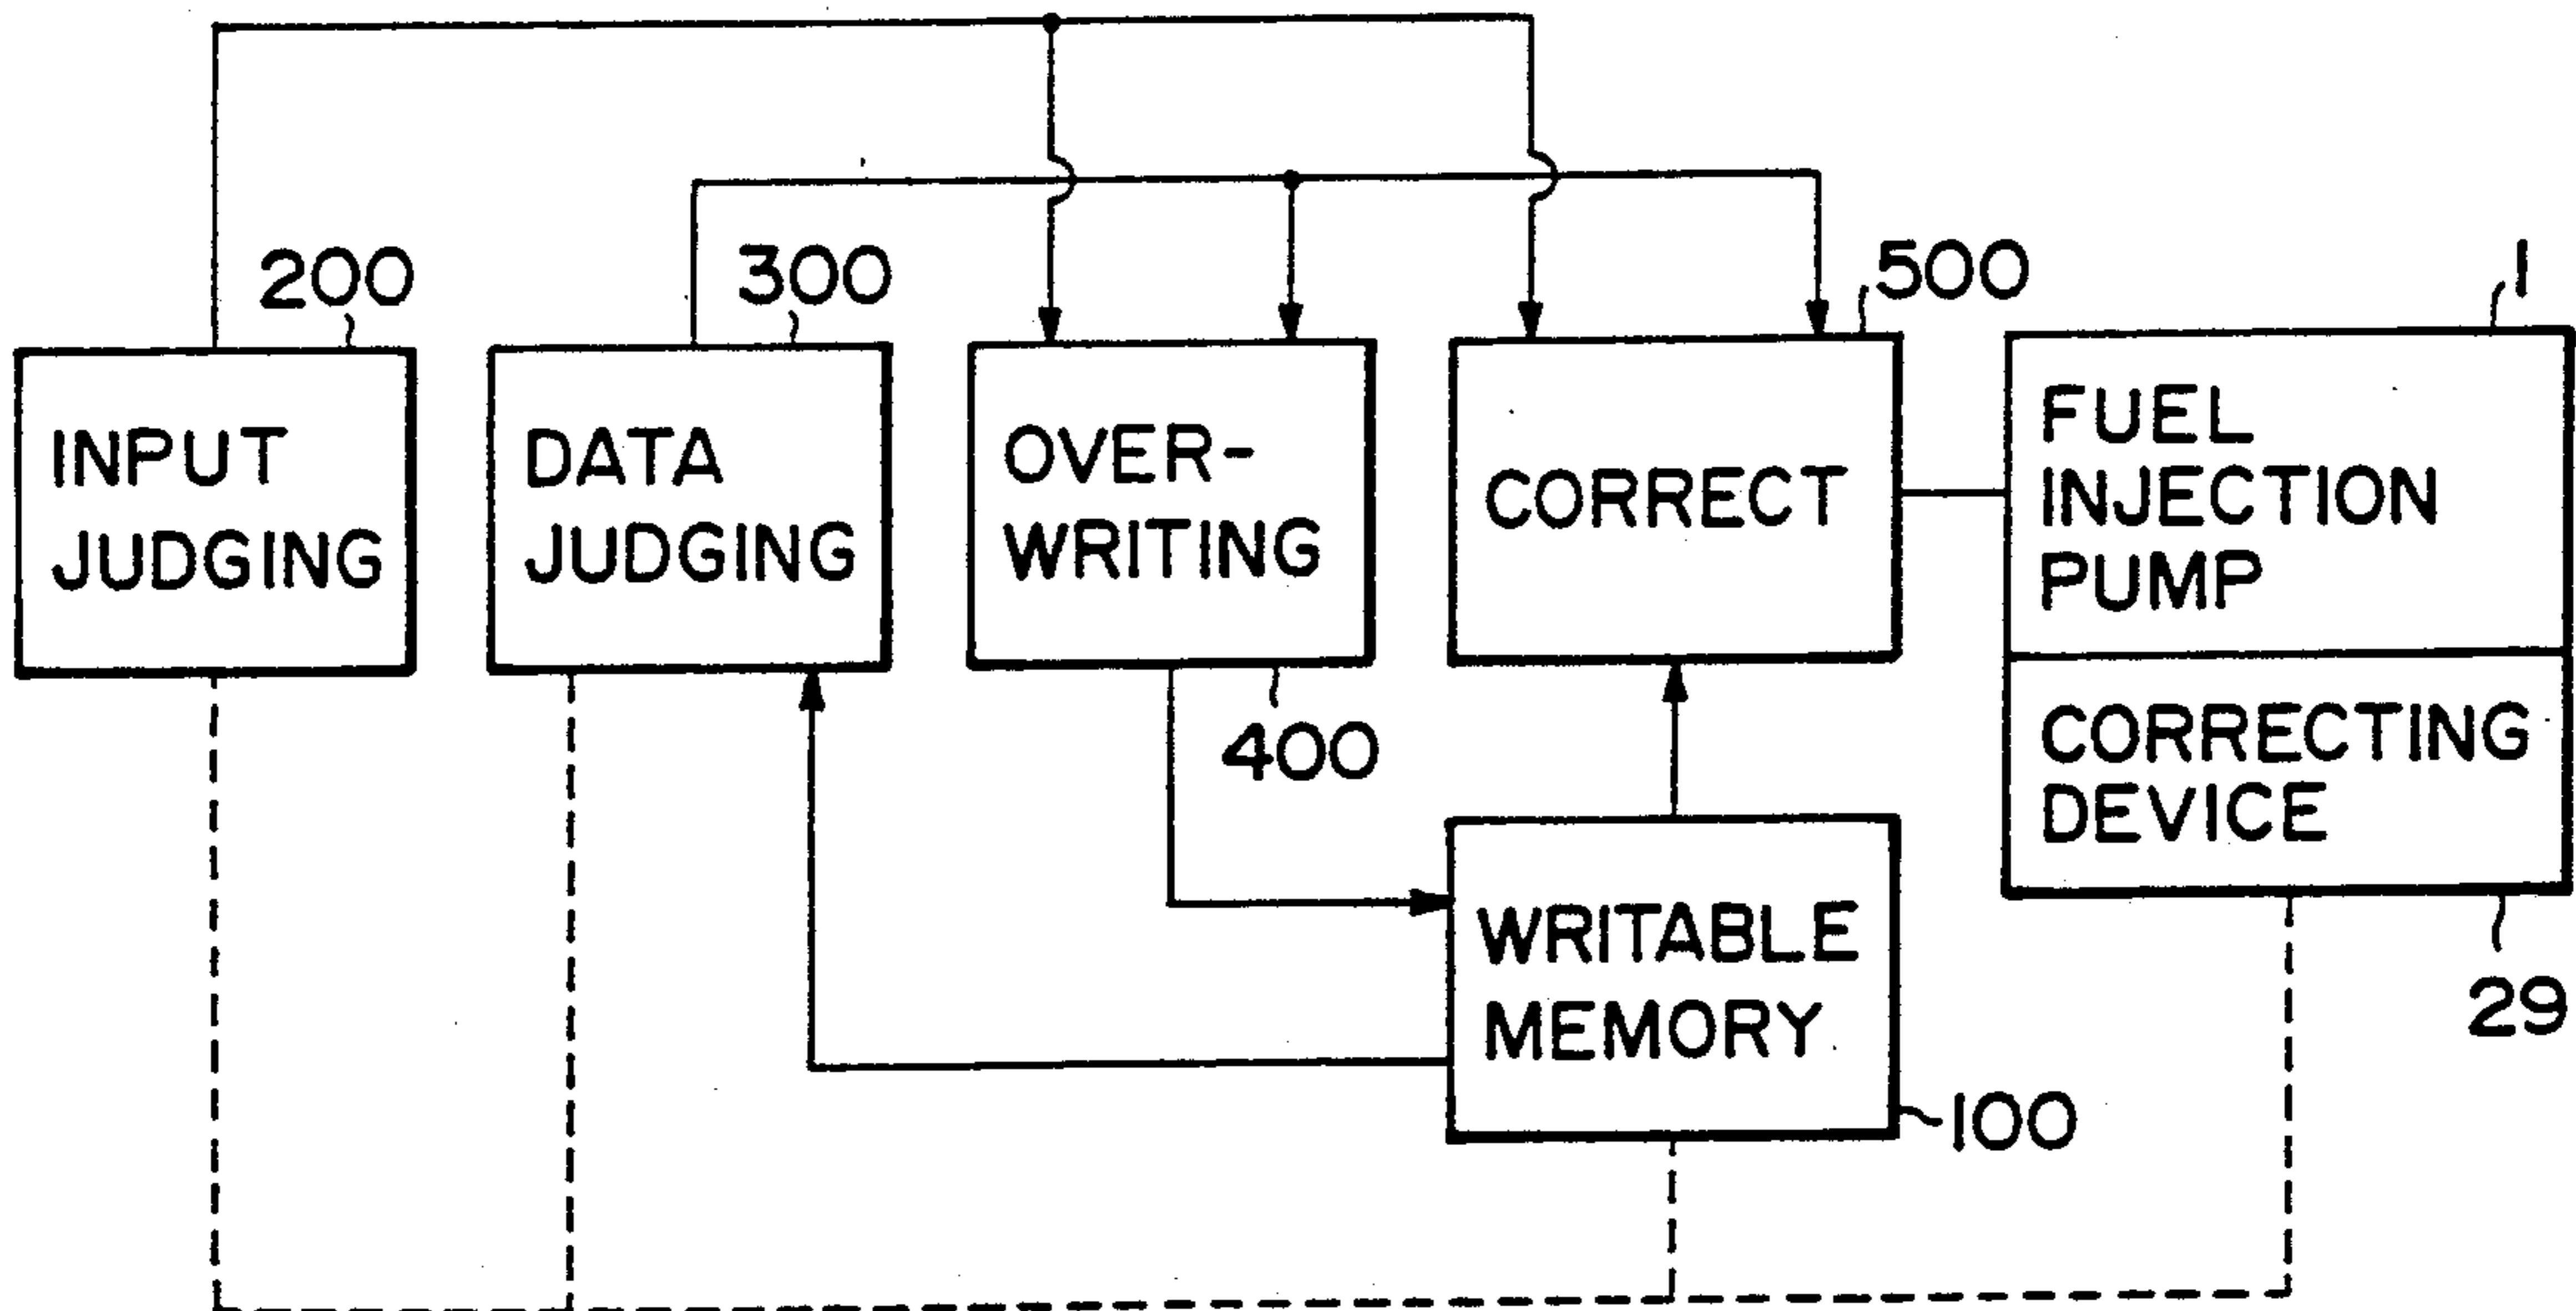 200
300
500
1
INPUT
JUDGING
DATA
JUDGING
OVER-
WRITING
CORRECT
FUEL
INJECTION
PUMP
400
CORRECTING
DEVICE
WRITABLE
MEMORY
29
100